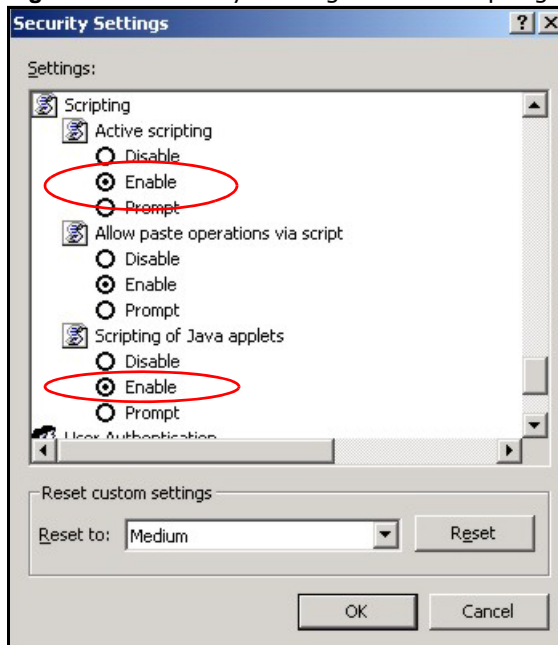 Security Settings
Settings:
Scripting
Active scripting
Disable
Enable
Prompt
Allow paste operations via script
Disable
Enable
Prompt
Scripting of Java applets
Disable
Enable
Prompt
User Authentication
Reset custom settings
Reset to: Medium Reset
OK Cancel